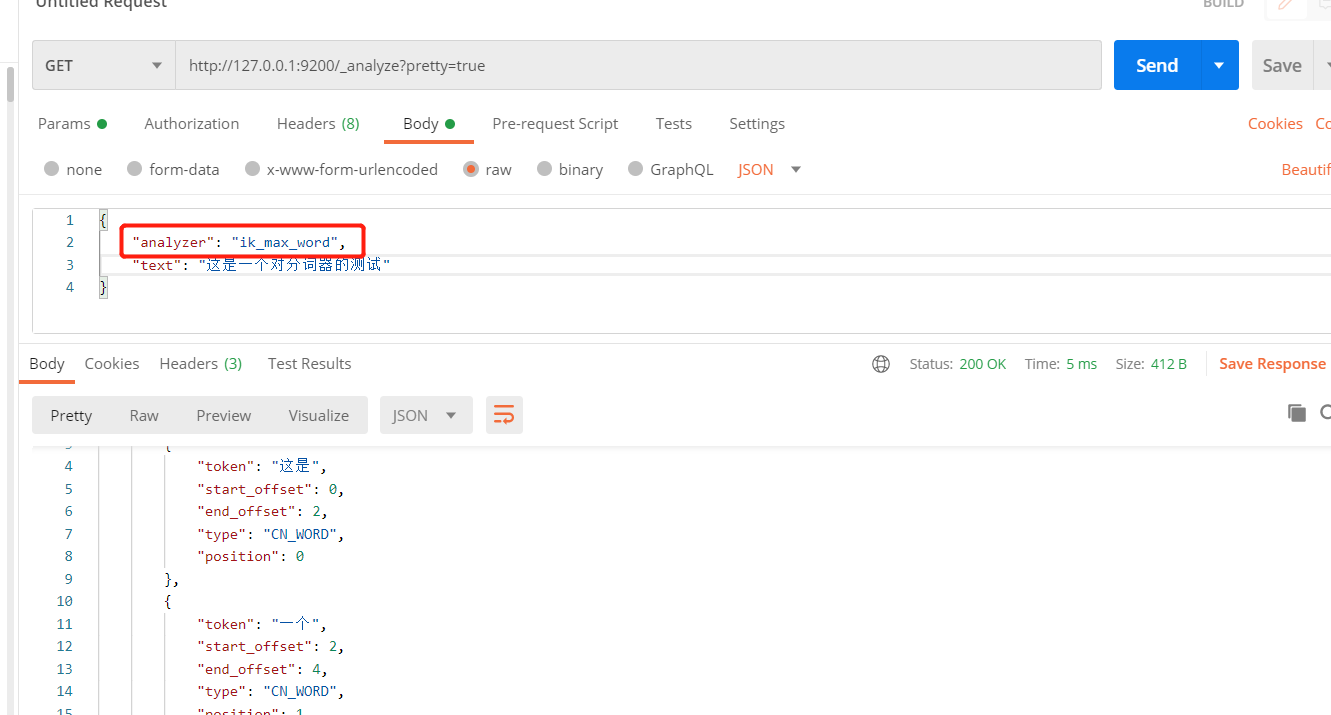 Untitled Request
BUILD
GET
http://127.0.0.1:9200/_analyze?pretty=true
Send
Save
Params
Authorization
Headers (8)
Body
Pre-request Script
Tests
Settings
Cookies
Co
none
form-data
x-www-form-urlencoded
raw
binary
GraphQL
JSON
Beautif
1 {
2 "analyzer": "ik_max_word",
3 "text": "这是一个对分词器的测试"
4 }
Body
Cookies
Headers (3)
Test Results
Status: 200 OK
Time: 5 ms
Size: 412 B
Save Response
Pretty
Raw
Preview
Visualize
JSON
3 {
4 "token": "这是",
5 "start_offset": 0,
6 "end_offset": 2,
7 "type": "CN_WORD",
8 "position": 0
9 },
10 {
11 "token": "一个",
12 "start_offset": 2,
13 "end_offset": 4,
14 "type": "CN_WORD",
15 "position": 1